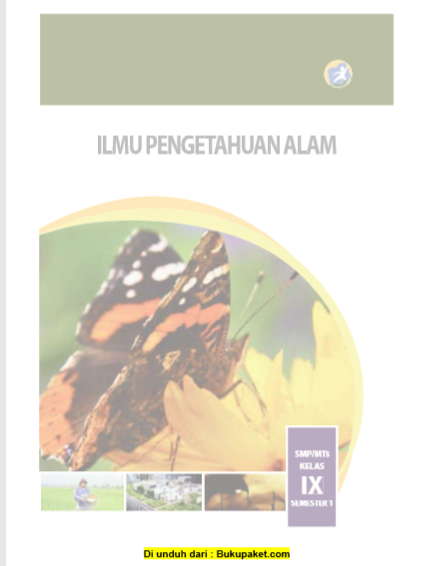 ILMU PENGETAHUAN ALAM
SMP/MTs
KELAS
IX
SEMESTER 1
Di unduh dari : Bukupaket.com